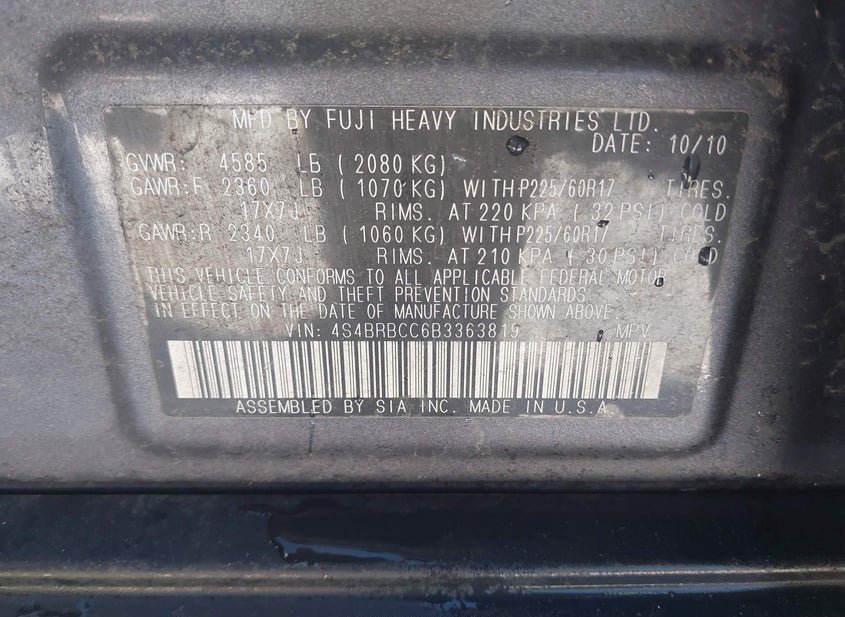 MFD BY FUJI HEAVY INDUSTRIES LTD.
DATE: 10/10
GVWR: 4585 LB ( 2080 KG)
GAWR:F 2360 LB ( 1070 KG) WITH P225/60R17 TIRES.
17X7J RIMS. AT 220 KPA ( 32 PSI) COLD
GAWR:R 2340 LB ( 1060 KG) WITH P225/60R17 TIRES.
17X7J RIMS. AT 210 KPA ( 30 PSI) COLD
THIS VEHICLE CONFORMS TO ALL APPLICABLE FEDERAL MOTOR
VEHICLE SAFETY AND THEFT PREVENTION STANDARDS
IN EFFECT ON THE DATE OF MANUFACTURE SHOWN ABOVE.
VIN: 4S4BRBCC6B3363819 MPV
ASSEMBLED BY SIA INC. MADE IN U.S.A.